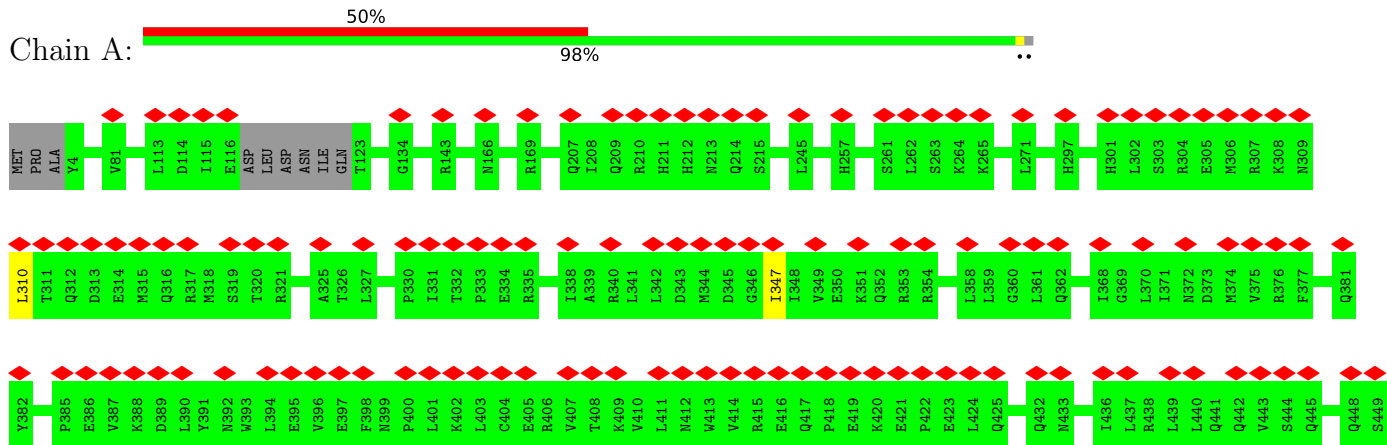 50%
Chain A:
98%
••
MET PRO ALA Y4 V81 L113 D114 I115 E116 ASP LEU ASP ASN ILE GLN T123 G134 R143 N166 R169 Q207 I208 Q209 R210 H211 H212 N213 Q214 S215 L245 H257 S261 L262 S263 K264 K265 L271 H297 H301 L302 S303 R304 E305 M306 R307 K308 N309
L310 T311 Q312 D313 E314 M315 Q316 R317 M318 S319 T320 R321 A325 T326 L327 P330 I331 T332 P333 E334 R335 I338 A339 R340 L341 L342 D343 M344 D345 G346 I347 I348 V349 E350 K351 Q352 R353 R354 L358 L359 G360 L361 Q362 I368 G369 L370 I371 N372 D373 M374 V375 R376 F377 Q381
Y382 P385 E386 V387 K388 D389 L390 Y391 N392 W393 L394 E395 V396 E397 F398 N399 P400 L401 K402 L403 C404 E405 R406 V407 T408 K409 V410 L411 N412 W413 V414 R415 E416 Q417 P418 E419 K420 E421 P422 E423 L424 Q425 Q432 N433 I436 L437 R438 L439 L440 Q441 Q442 V443 S444 Q445 Q448 S449